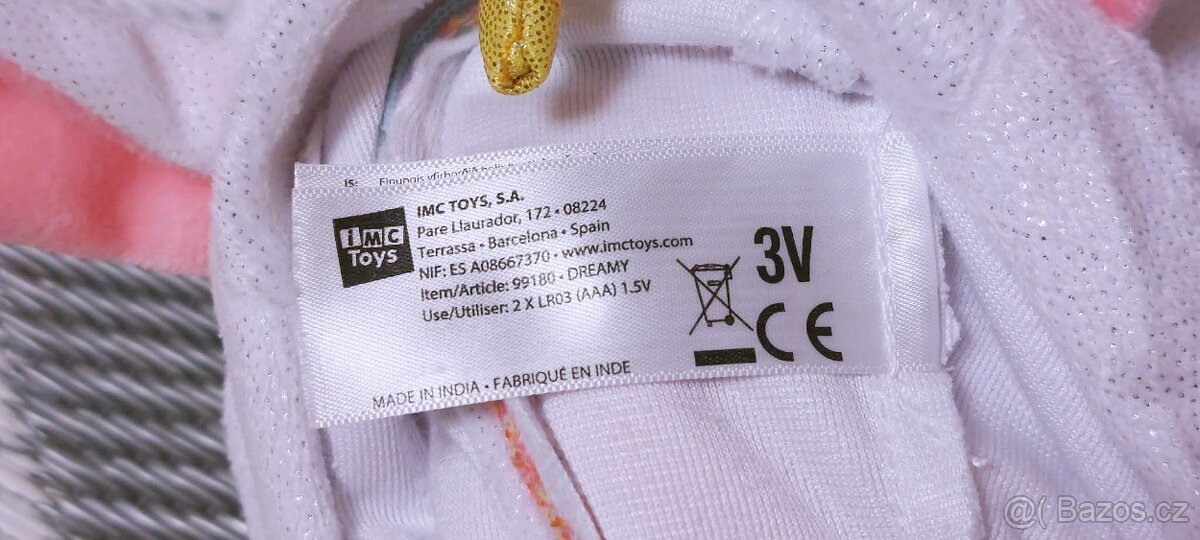 IS:
iMC
Toys
IMC TOYS, S.A.
Pare Llaurador, 172 • 08224
Terrassa • Barcelona • Spain
NIF: ES A08667370 • www.imctoys.com
Item/Article: 99180 • DREAMY
Use/Utiliser: 2 X LR03 (AAA) 1.5V
3V
CE
MADE IN INDIA • FABRIQUÉ EN INDE
@( Bazos.cz